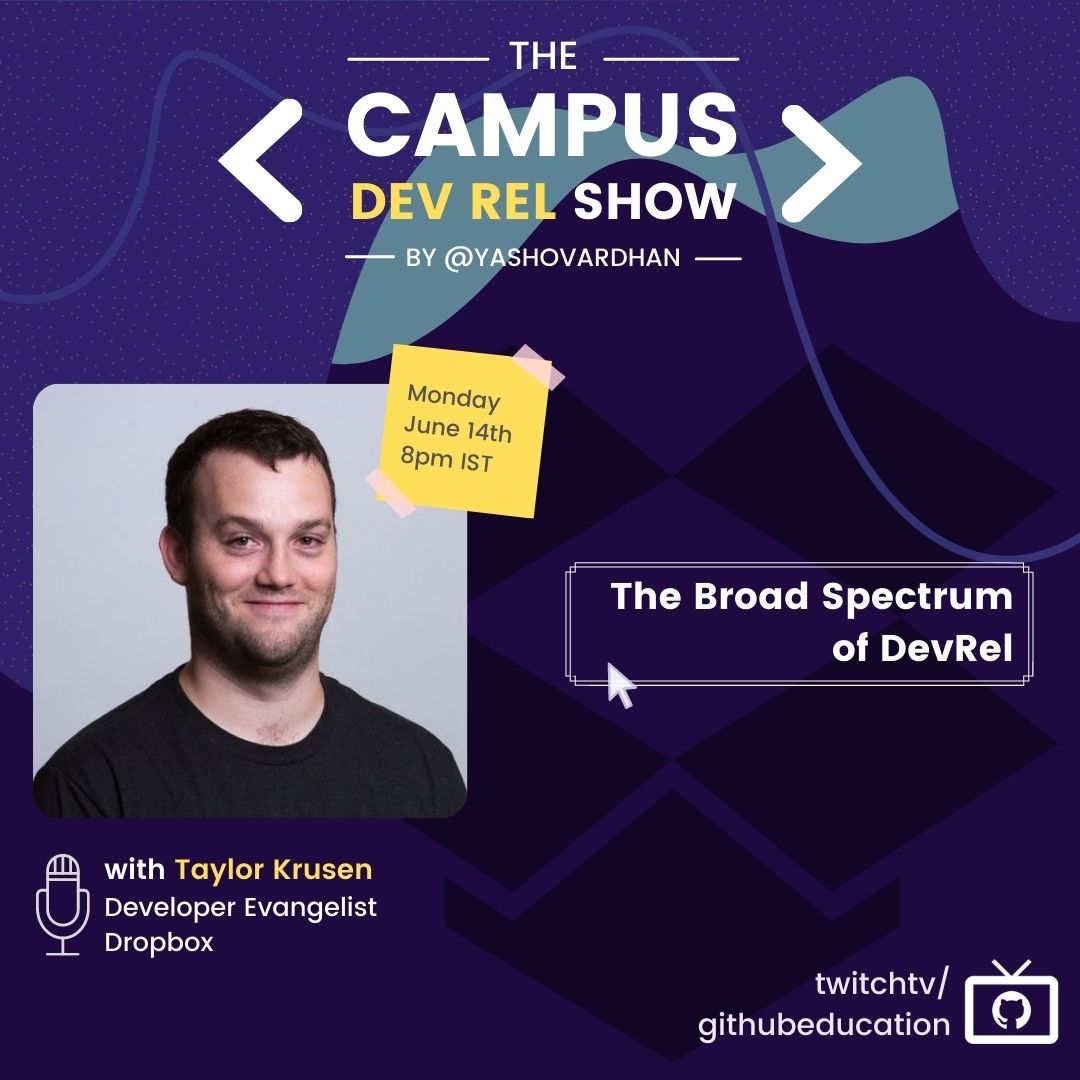 THE
CAMPUS
DEV REL SHOW
BY @YASHOVARDHAN
Monday
June 14th
8pm IST
The Broad Spectrum
of DevRel
with Taylor Krusen
Developer Evangelist
Dropbox
twitchtv/
githubeducation